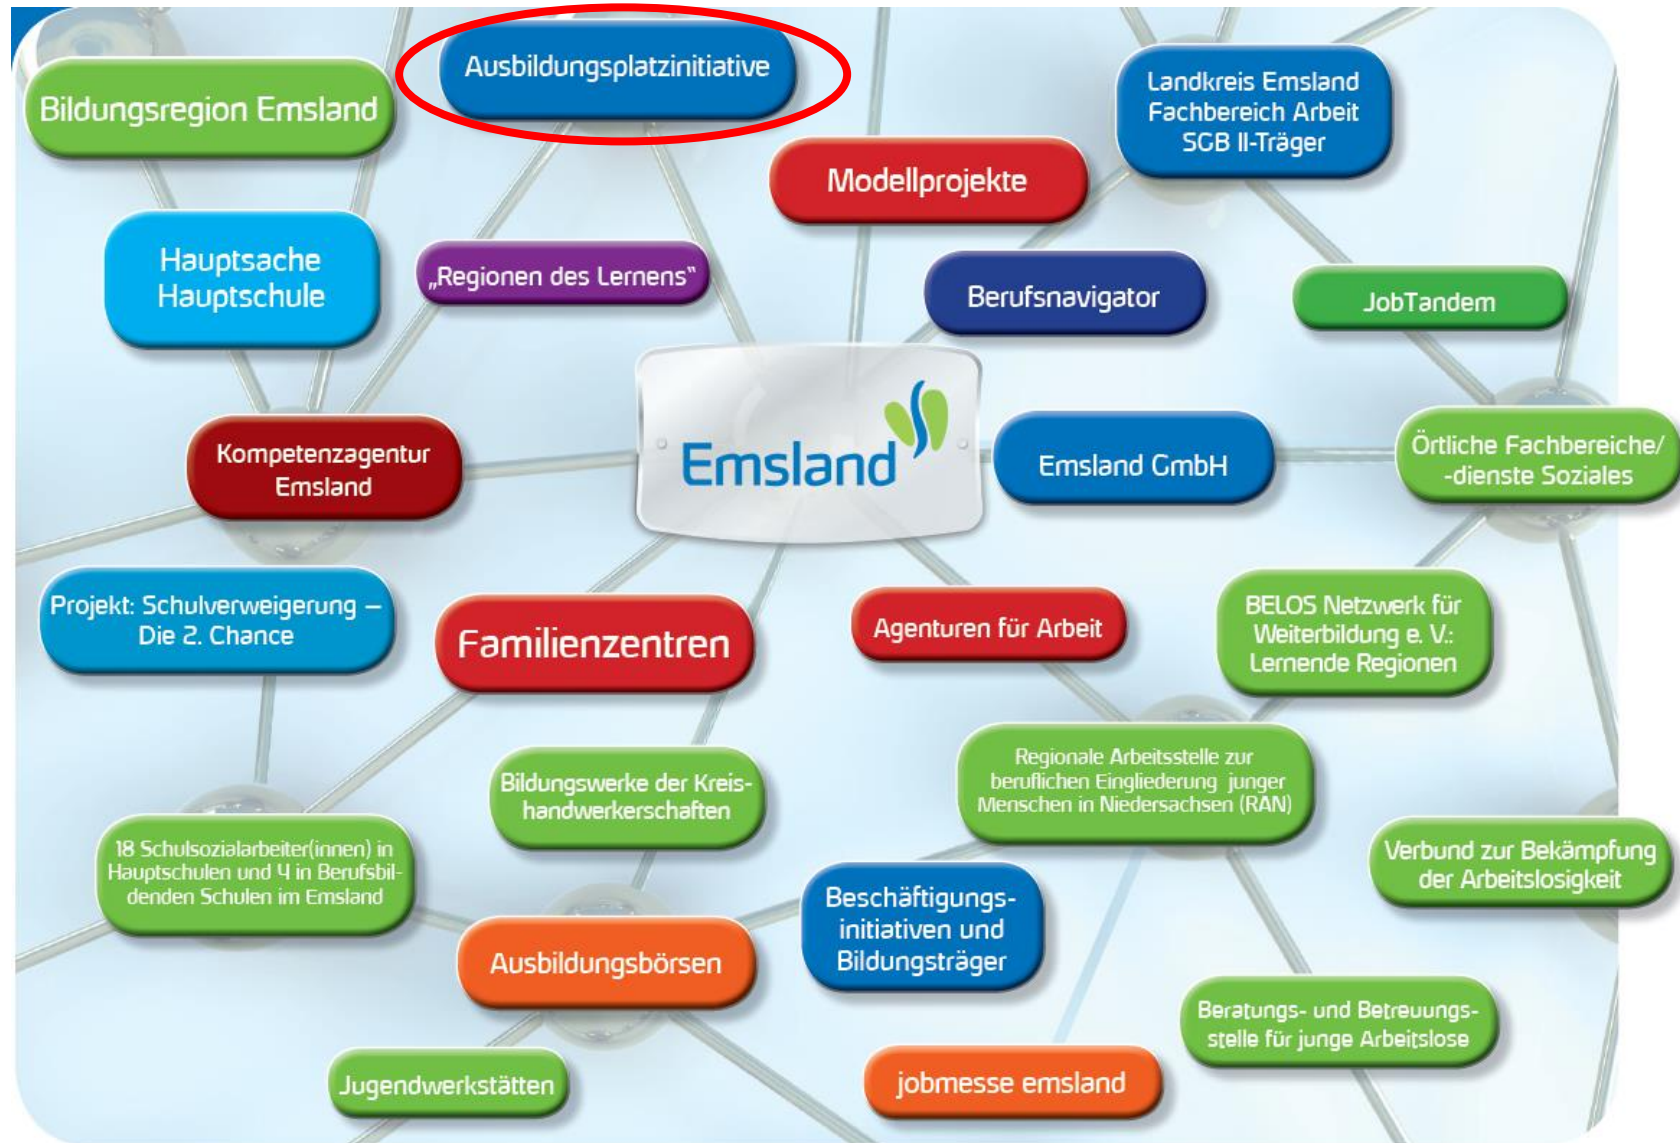 Ausbildungsplatzinitiative
Bildungsregion Emsland
Landkreis Emsland
Fachbereich Arbeit
SGB II-Träger
Modellprojekte
Hauptsache
Hauptschule
„Regionen des Lernens“
Berufsnavigator
JobTandem
Kompetenzagentur
Emsland
Emsland
Emsland GmbH
Örtliche Fachbereiche/
-dienste Soziales
Projekt: Schulverweigerung –
Die 2. Chance
Familienzentren
Agenturen für Arbeit
BELOS Netzwerk für
Weiterbildung e. V.:
Lernende Regionen
Bildungswerke der Kreis-
handwerkerschaften
Regionale Arbeitsstelle zur
beruflichen Eingliederung junger
Menschen in Niedersachsen (RAN)
18 Schulsozialarbeiter(innen) in
Hauptschulen und 4 in Berufsbil-
denden Schulen im Emsland
Verbund zur Bekämpfung
der Arbeitslosigkeit
Beschäftigungs-
initiativen und
Bildungsträger
Ausbildungsbörsen
Beratungs- und Betreuungs-
stelle für junge Arbeitslose
Jugendwerkstätten
jobmesse emsland